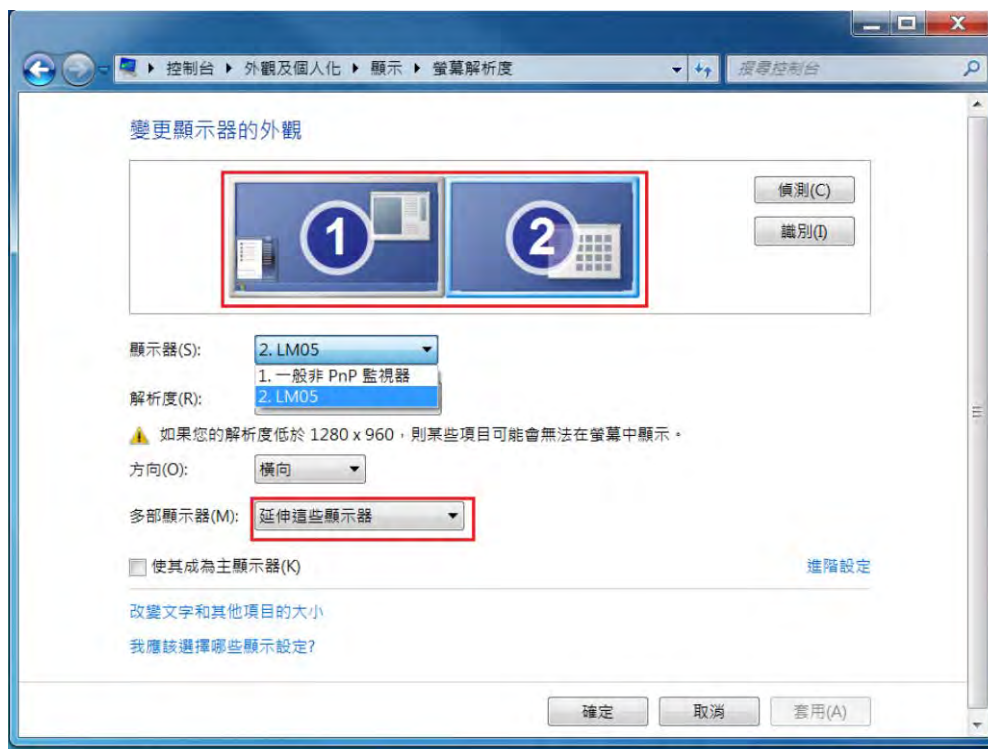 控制台 ▸ 外觀及個人化 ▸ 顯示 ▸ 螢幕解析度
搜尋控制台
變更顯示器的外觀
1
2
偵測(C)
識別(I)
顯示器(S):
2. LM05
1. 一般非 PnP 監視器
2. LM05
解析度(R):
如果您的解析度低於 1280 x 960，則某些項目可能會無法在螢幕中顯示。
方向(O):
橫向
多部顯示器(M):
延伸這些顯示器
使其成為主顯示器(K)
進階設定
改變文字和其他項目的大小
我應該選擇哪些顯示設定?
確定
取消
套用(A)